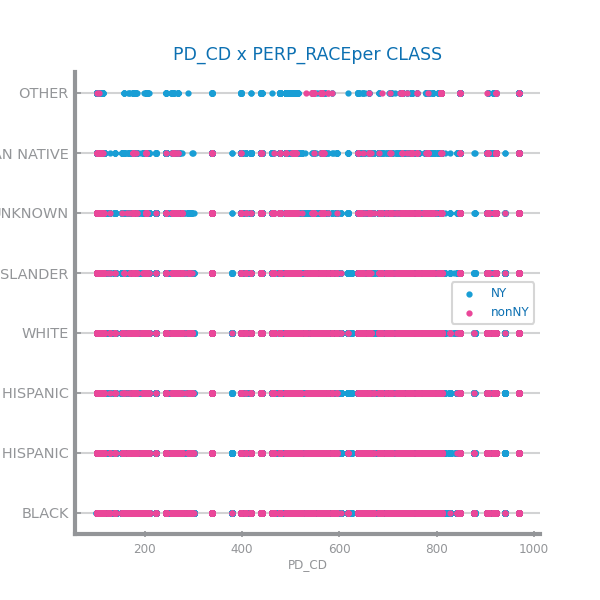 PD_CD x PERP_RACEper CLASS
OTHER
AN NATIVE
UNKNOWN
SLANDER
WHITE
HISPANIC
HISPANIC
BLACK
NY
nonNY
200
400
600
800
1000
PD_CD